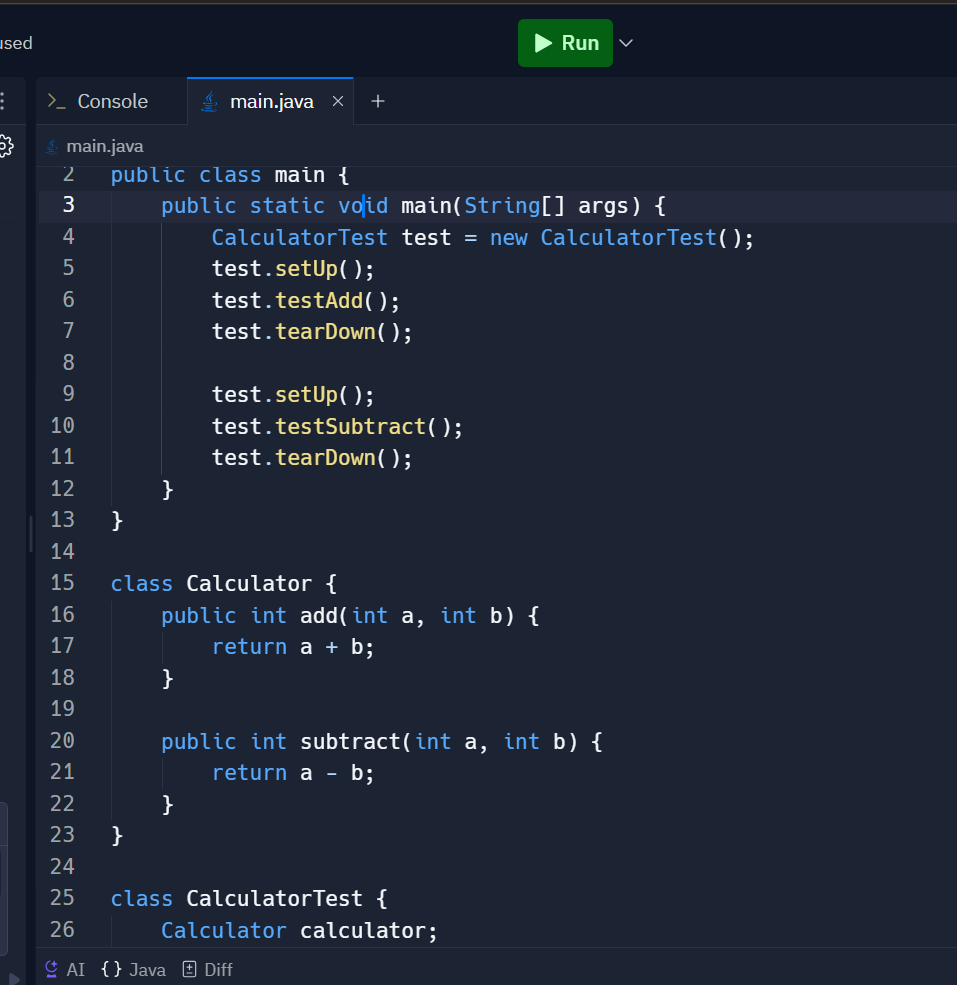 used
Run
Console
main.java
main.java
2 public class main {
3     public static void main(String[] args) {
4         CalculatorTest test = new CalculatorTest();
5         test.setUp();
6         test.testAdd();
7         test.tearDown();
8
9         test.setUp();
10         test.testSubtract();
11         test.tearDown();
12     }
13 }
14
15 class Calculator {
16     public int add(int a, int b) {
17         return a + b;
18     }
19
20     public int subtract(int a, int b) {
21         return a - b;
22     }
23 }
24
25 class CalculatorTest {
26     Calculator calculator;
AI {} Java Diff